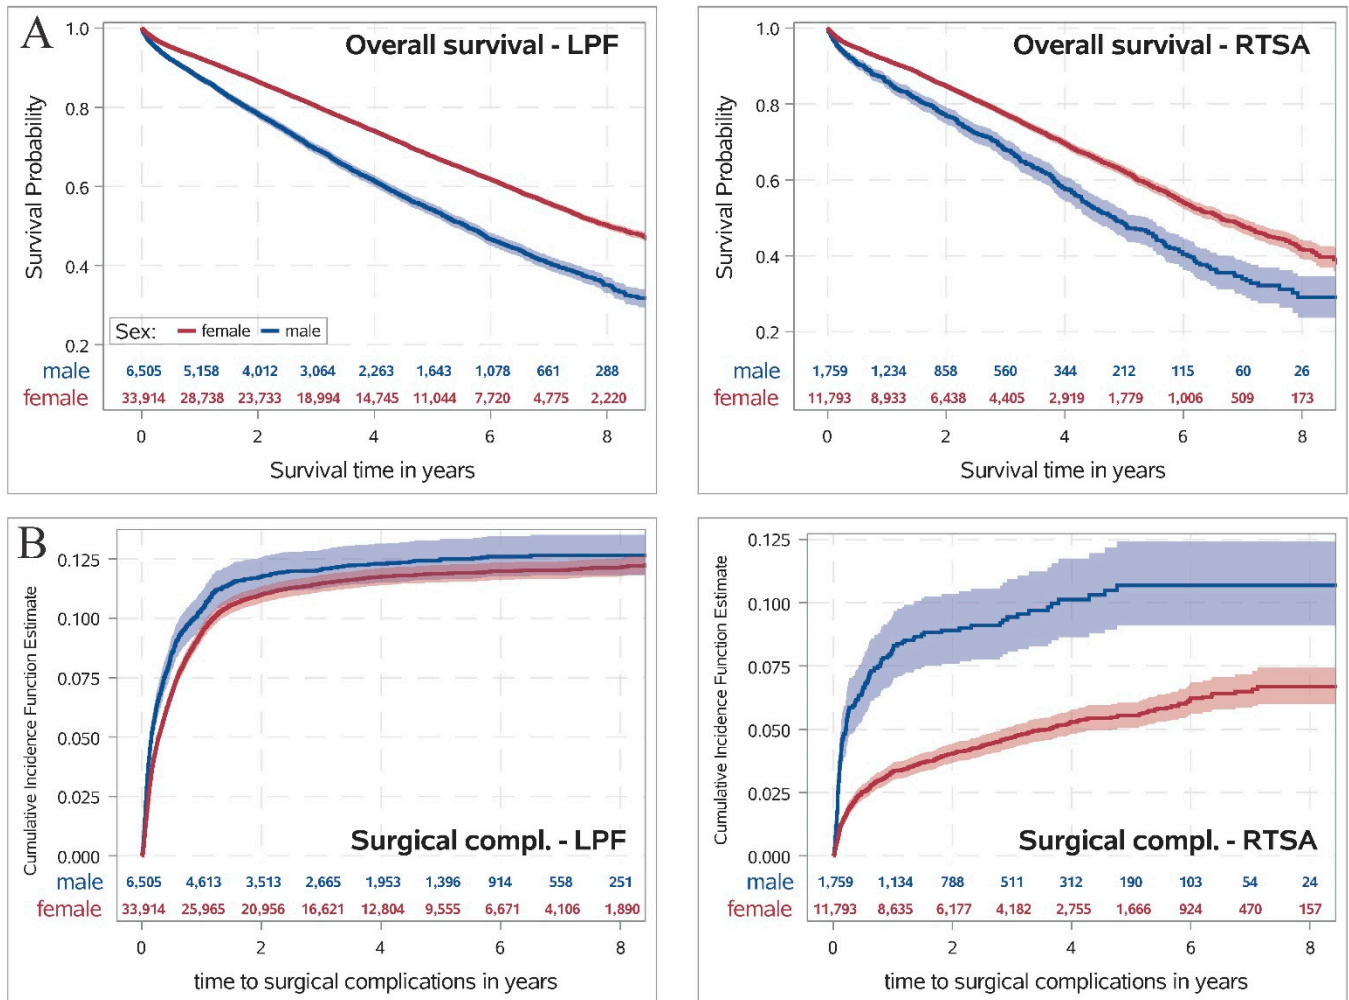 A
Overall survival - LPF
Survival Probability
1.0
0.8
0.6
0.4
0.2
Sex: female male
male 6,505 5,158 4,012 3,064 2,263 1,643 1,078 661 288
female 33,914 28,738 23,733 18,994 14,745 11,044 7,720 4,775 2,220
0 2 4 6 8
Survival time in years
Overall survival - RTSA
Survival Probability
1.0
0.8
0.6
0.4
0.2
male 1,759 1,234 858 560 344 212 115 60 26
female 11,793 8,933 6,438 4,405 2,919 1,779 1,006 509 173
0 2 4 6 8
Survival time in years
B
Cumulative Incidence Function Estimate
0.125
0.100
0.075
0.050
0.025
0.000
Surgical compl. - LPF
male 6,505 4,613 3,513 2,665 1,953 1,396 914 558 251
female 33,914 25,965 20,956 16,621 12,804 9,555 6,671 4,106 1,890
0 2 4 6 8
time to surgical complications in years
Cumulative Incidence Function Estimate
0.125
0.100
0.075
0.050
0.025
0.000
Surgical compl. - RTSA
male 1,759 1,134 788 511 312 190 103 54 24
female 11,793 8,635 6,177 4,182 2,755 1,666 924 470 157
0 2 4 6 8
time to surgical complications in years